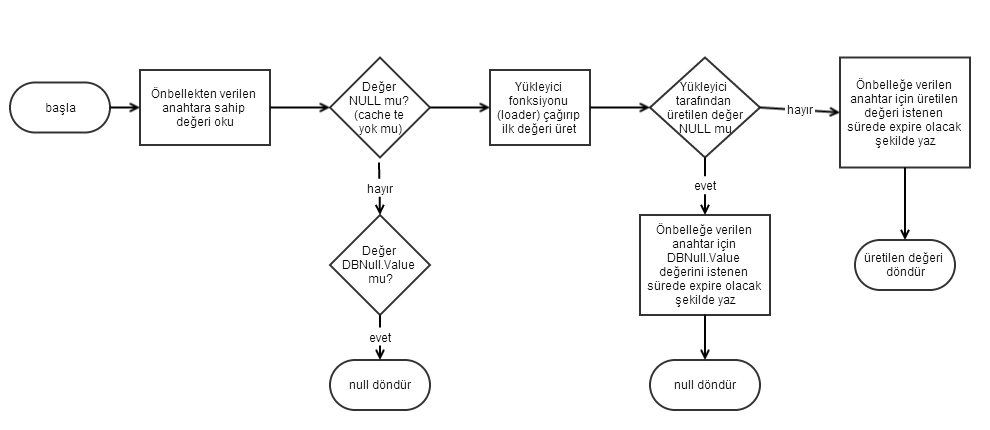 başla
Önbellekten verilen
anahtara sahip
değeri oku
Değer
NULL mu?
(cache te
yok mu)
Yükleyici
fonksiyonu
(loader) çağırıp
ilk değeri üret
Yükleyici
tarafından
üretilen değer
NULL mu
hayır
Önbelleğe verilen
anahtar için üretilen
değeri istenen
sürede expire olacak
şekilde yaz
hayır
evet
Değer
DBNull.Value
mu?
Önbelleğe verilen
anahtar için
DBNull.Value
değerini istenen
sürede expire olacak
şekilde yaz
üretilen değeri
döndür
evet
null döndür
null döndür